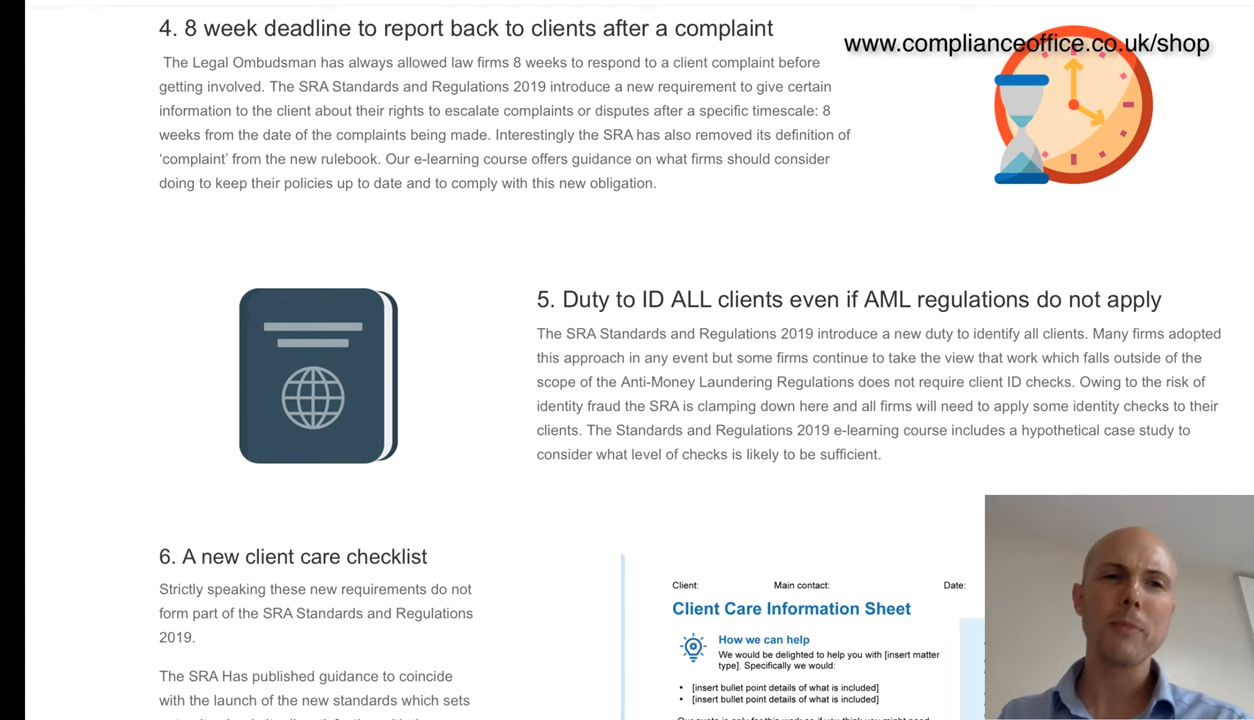 4. 8 week deadline to report back to clients after a complaint
www.complianceoffice.co.uk/shop
The Legal Ombudsman has always allowed law firms 8 weeks to respond to a client complaint before
getting involved. The SRA Standards and Regulations 2019 introduce a new requirement to give certain
information to the client about their rights to escalate complaints or disputes after a specific timescale: 8
weeks from the date of the complaints being made. Interestingly the SRA has also removed its definition of
‘complaint’ from the new rulebook. Our e-learning course offers guidance on what firms should consider
doing to keep their policies up to date and to comply with this new obligation.
5. Duty to ID ALL clients even if AML regulations do not apply
The SRA Standards and Regulations 2019 introduce a new duty to identify all clients. Many firms adopted
this approach in any event but some firms continue to take the view that work which falls outside of the
scope of the Anti-Money Laundering Regulations does not require client ID checks. Owing to the risk of
identity fraud the SRA is clamping down here and all firms will need to apply some identity checks to their
clients. The Standards and Regulations 2019 e-learning course includes a hypothetical case study to
consider what level of checks is likely to be sufficient.
6. A new client care checklist
Strictly speaking these new requirements do not
form part of the SRA Standards and Regulations
2019.
The SRA Has published guidance to coincide
with the launch of the new standards which sets
Client: Main contact: Date:
Client Care Information Sheet
How we can help
We would be delighted to help you with [insert matter
type]. Specifically we would:
• [insert bullet point details of what is included]
• [insert bullet point details of what is included]